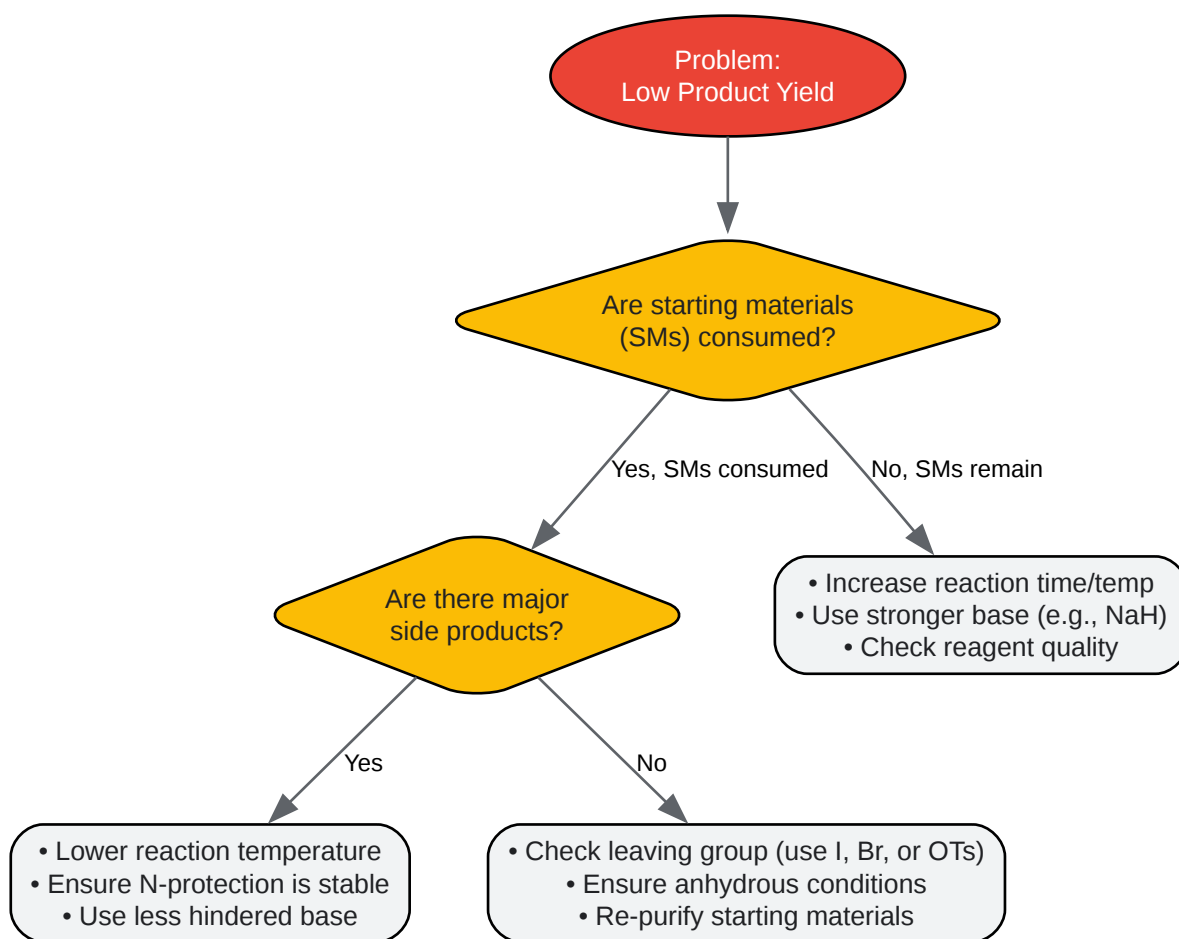 Problem:
Low Product Yield
Are starting materials
(SMs) consumed?
Yes, SMs consumed
No, SMs remain
Are there major
side products?
• Increase reaction time/temp
• Use stronger base (e.g., NaH)
• Check reagent quality
Yes
No
• Lower reaction temperature
• Ensure N-protection is stable
• Use less hindered base
• Check leaving group (use I, Br, or OTs)
• Ensure anhydrous conditions
• Re-purify starting materials